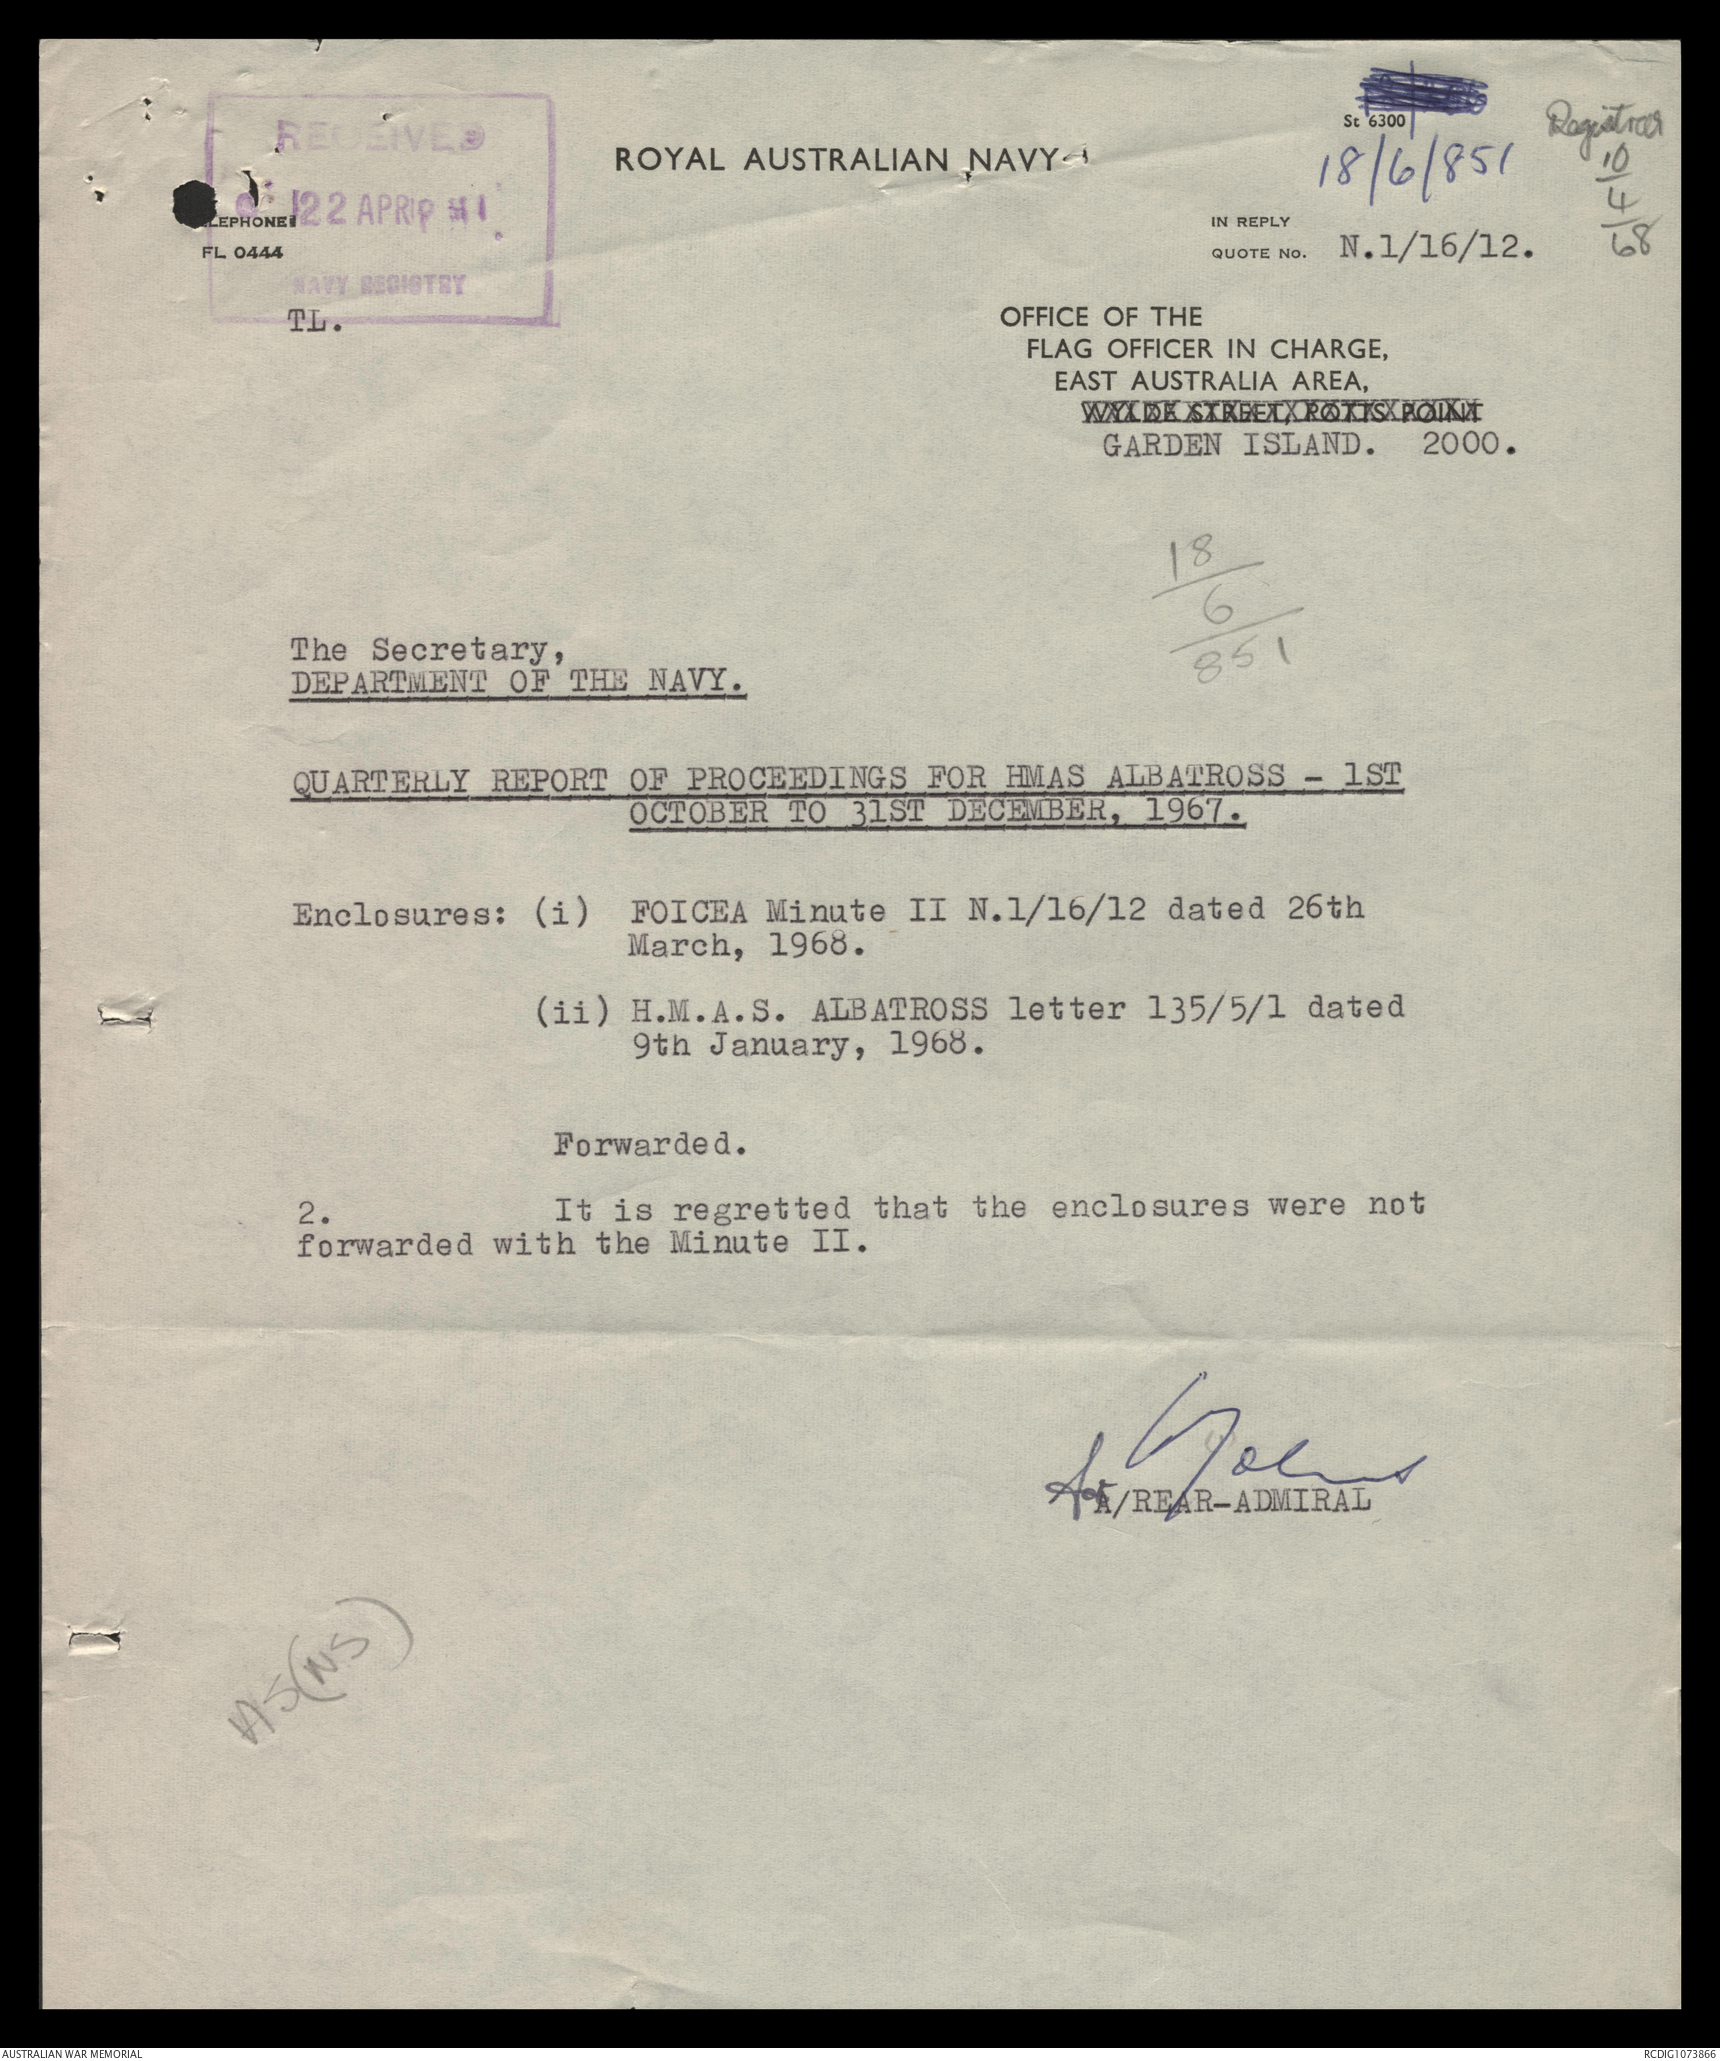 St 6300
18/6/851
Registrar
10
4
68
RECEIVED
22 APR
NAVY REGISTRY
ROYAL AUSTRALIAN NAVY
LEPHONE
FL 0444
IN REPLY
QUOTE No. N.1/16/12.
TL.
OFFICE OF THE
FLAG OFFICER IN CHARGE,
EAST AUSTRALIA AREA,
WYLDE STREET, POTTS POINT
GARDEN ISLAND. 2000.
18
6
851
The Secretary,
DEPARTMENT OF THE NAVY.
QUARTERLY REPORT OF PROCEEDINGS FOR HMAS ALBATROSS - 1ST
OCTOBER TO 31ST DECEMBER, 1967.
Enclosures: (i) FOICEA Minute II N.1/16/12 dated 26th
March, 1968.
(ii) H.M.A.S. ALBATROSS letter 135/5/1 dated
9th January, 1968.
Forwarded.
2. It is regretted that the enclosures were not
forwarded with the Minute II.
for
A/REAR-ADMIRAL
AS(NS)
AUSTRALIAN WAR MEMORIAL
RCDIG1073866